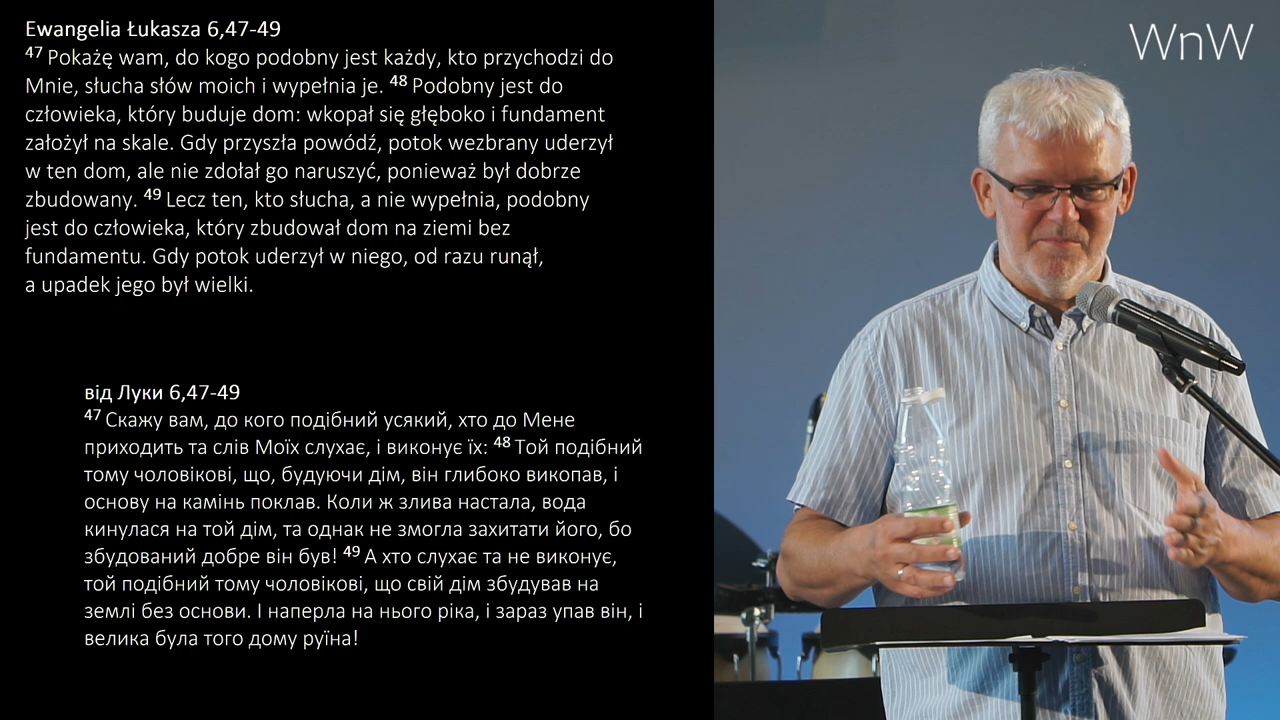 Ewangelia Łukasza 6,47-49
47 Pokażę wam, do kogo podobny jest każdy, kto przychodzi do
Mnie, słucha słów moich i wypełnia je. 48 Podobny jest do
człowieka, który buduje dom: wkopał się głęboko i fundament
założył na skale. Gdy przyszła powódź, potok wezbrany uderzył
w ten dom, ale nie zdołał go naruszyć, ponieważ był dobrze
zbudowany. 49 Lecz ten, kto słucha, a nie wypełnia, podobny
jest do człowieka, który zbudował dom na ziemi bez
fundamentu. Gdy potok uderzył w niego, od razu runął,
a upadek jego był wielki.
від Луки 6,47-49
47 Скажу вам, до кого подібний усякий, хто до Мене
приходить та слів Моїх слухає, і виконує їх: 48 Той подібний
тому чоловікові, що, будуючи дім, він глибоко викопав, і
основу на камінь поклав. Коли ж злива настала, вода
кинулася на той дім, та однак не змогла захитати його, бо
збудований добре він був! 49 А хто слухає та не виконує,
той подібний тому чоловікові, що свій дім збудував на
землі без основи. І наперла на нього ріка, і зараз упав він, і
велика була того дому руїна!
WnW